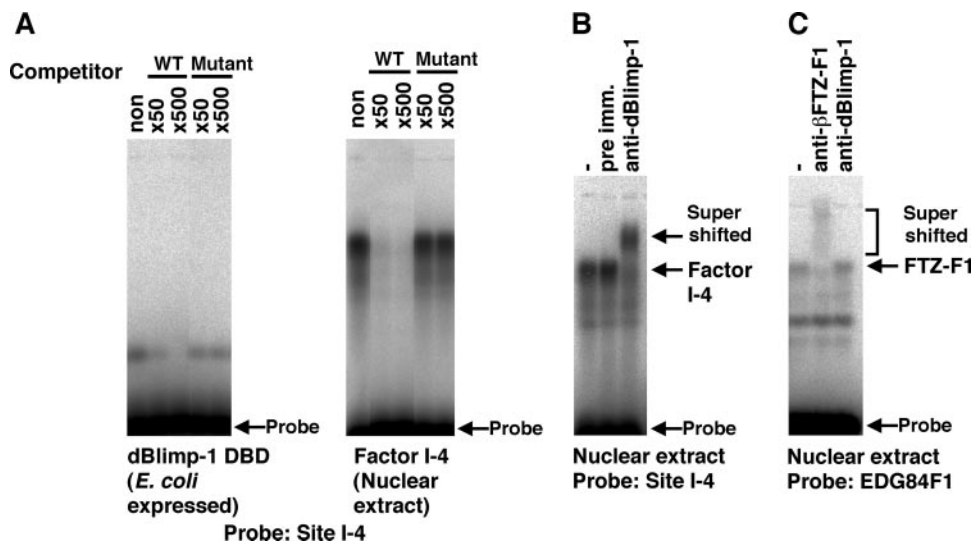 A
Competitor
WT Mutant
non x50 x500 x50 x500
Probe
dBlimp-1 DBD
(E. coli
expressed)
WT Mutant
non x50 x500 x50 x500
Probe
Factor I-4
(Nuclear
extract)
Probe: Site I-4
B
- pre imm. anti-dBlimp-1
Super
shifted
Factor
I-4
Probe
Nuclear extract
Probe: Site I-4
C
- anti-βFTZ-F1 anti-dBlimp-1
Super
shifted
FTZ-F1
Probe
Nuclear extract
Probe: EDG84F1